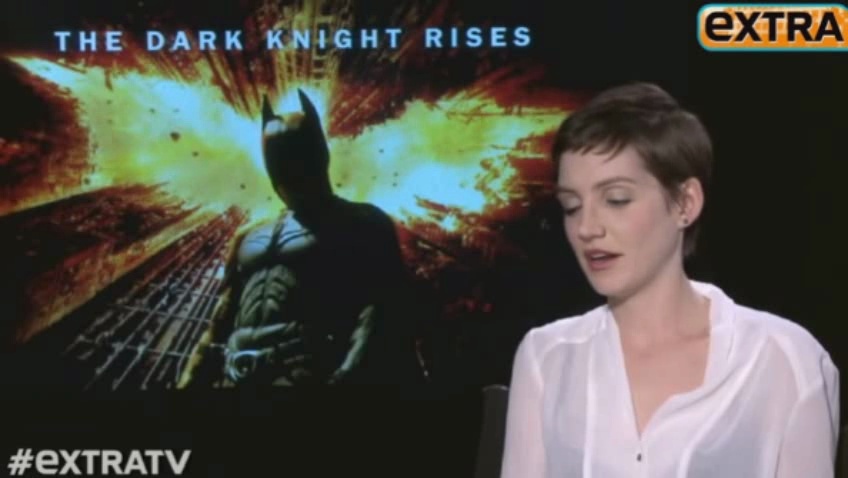 THE DARK KNIGHT RISES
eXTRA
#eXTRATV